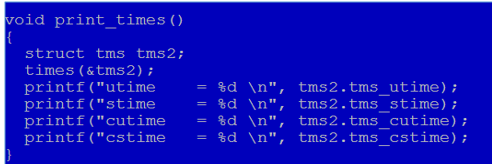 void print_times()
{
  struct tms tms2;
  times(&tms2);
  printf("utime    = %d \n", tms2.tms_utime);
  printf("stime    = %d \n", tms2.tms_stime);
  printf("cutime   = %d \n", tms2.tms_cutime);
  printf("cstime   = %d \n", tms2.tms_cstime);
}